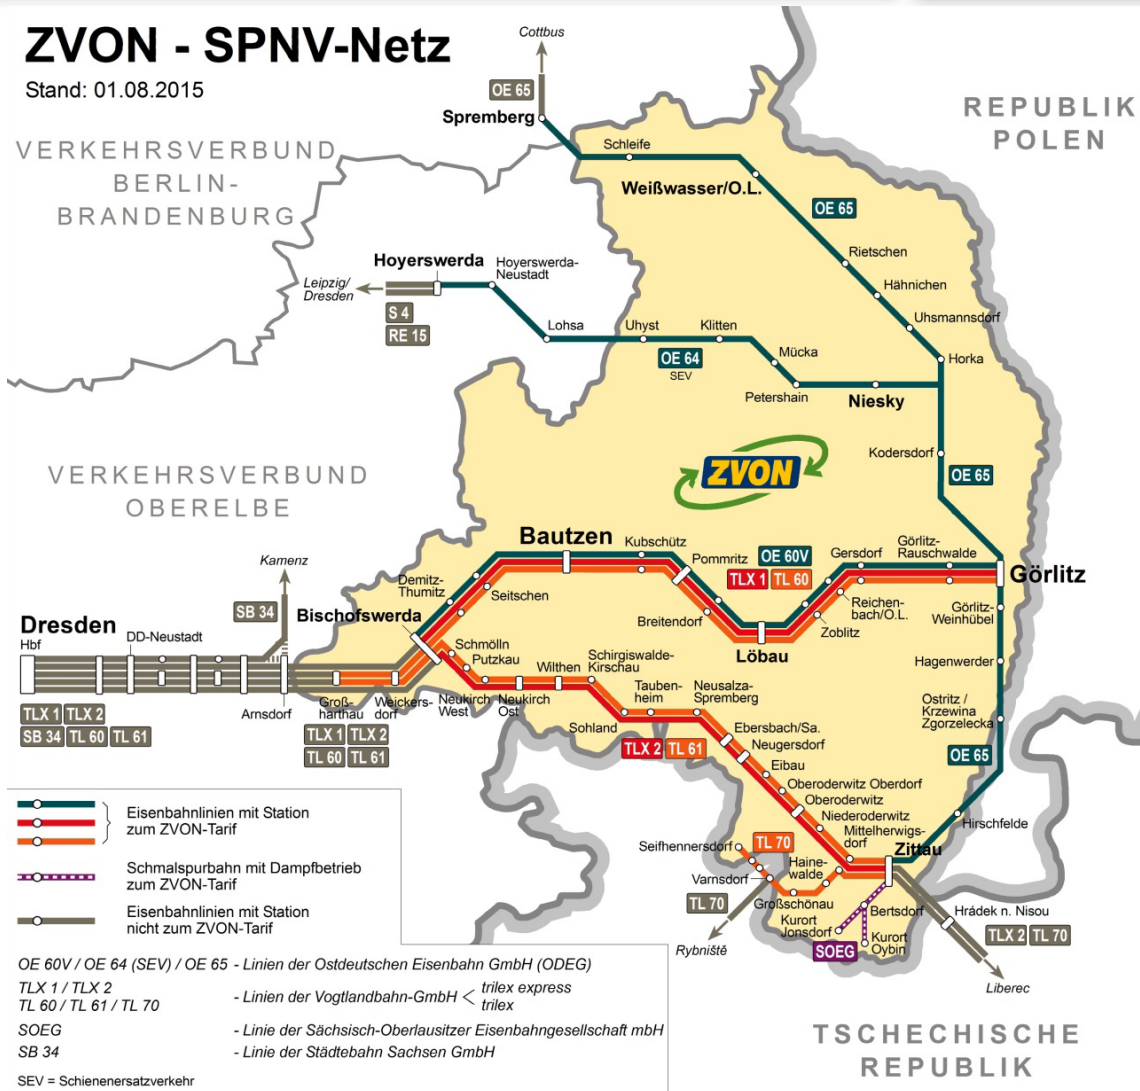 ZVON - SPNV-Netz
Stand: 01.08.2015
Cottbus
OE 65
Spremberg
REPUBLIK
POLEN
VERKEHRSVERBUND
BERLIN-
BRANDENBURG
Schleife
Weißwasser/O.L.
OE 65
Rietschen
Hähnichen
Uhsmannsdorf
Horka
Hoyerswerda
Hoyerswerda-
Neustadt
Leipzig/
Dresden
S 4
RE 15
Lohsa
Uhyst
Klitten
OE 64
SEV
Mücka
Petershain
Niesky
Kodersdorf
OE 65
ZVON
VERKEHRSVERBUND
OBERELBE
Kamenz
SB 34
Dresden
Hbf
DD-Neustadt
Arnsdorf
TLX 1 TLX 2
SB 34 TL 60 TL 61
Groß-
harthau
Weickers-
dorf
TLX 1 TLX 2
TL 60 TL 61
Bischofswerda
Demitz-
Thumitz
Seitschen
Bautzen
Kubschütz
Pommritz
Breitendorf
OE 60V
TLX 1 TL 60
Löbau
Zoblitz
Reichen-
bach/O.L.
Gersdorf
Görlitz-
Rauschwalde
Görlitz
Görlitz-
Weinhübel
Hagenwerder
Ostritz /
Krzewina
Zgorzelecka
OE 65
Hirschfelde
Schmölln
Putzkau
Neukirch
West
Neukirch
Ost
Wilthen
Schirgiswalde-
Kirschau
Sohland
Tauben-
heim
Neusalza-
Spremberg
TLX 2 TL 61
Ebersbach/Sa.
Neugersdorf
Eibau
Oberoderwitz Oberdorf
Oberoderwitz
Niederoderwitz
Mittelherwigs-
dorf
Zittau
Seifhennersdorf
TL 70
Varnsdorf
Haine-
walde
Großschönau
TL 70
Rybniště
Kurort
Jonsdorf
Bertsdorf
Kurort
Oybin
SOEG
Hrádek n. Nisou
TLX 2 TL 70
Liberec
TSCHECHISCHE
REPUBLIK
Eisenbahnlinien mit Station
zum ZVON-Tarif
Schmalspurbahn mit Dampfbetrieb
zum ZVON-Tarif
Eisenbahnlinien mit Station
nicht zum ZVON-Tarif
OE 60V / OE 64 (SEV) / OE 65 - Linien der Ostdeutschen Eisenbahn GmbH (ODEG)
TLX 1 / TLX 2
TL 60 / TL 61 / TL 70
- Linien der Vogtlandbahn-GmbH <
trilex express
trilex
SOEG - Linie der Sächsisch-Oberlausitzer Eisenbahngesellschaft mbH
SB 34 - Linie der Städtebahn Sachsen GmbH
SEV = Schienenersatzverkehr